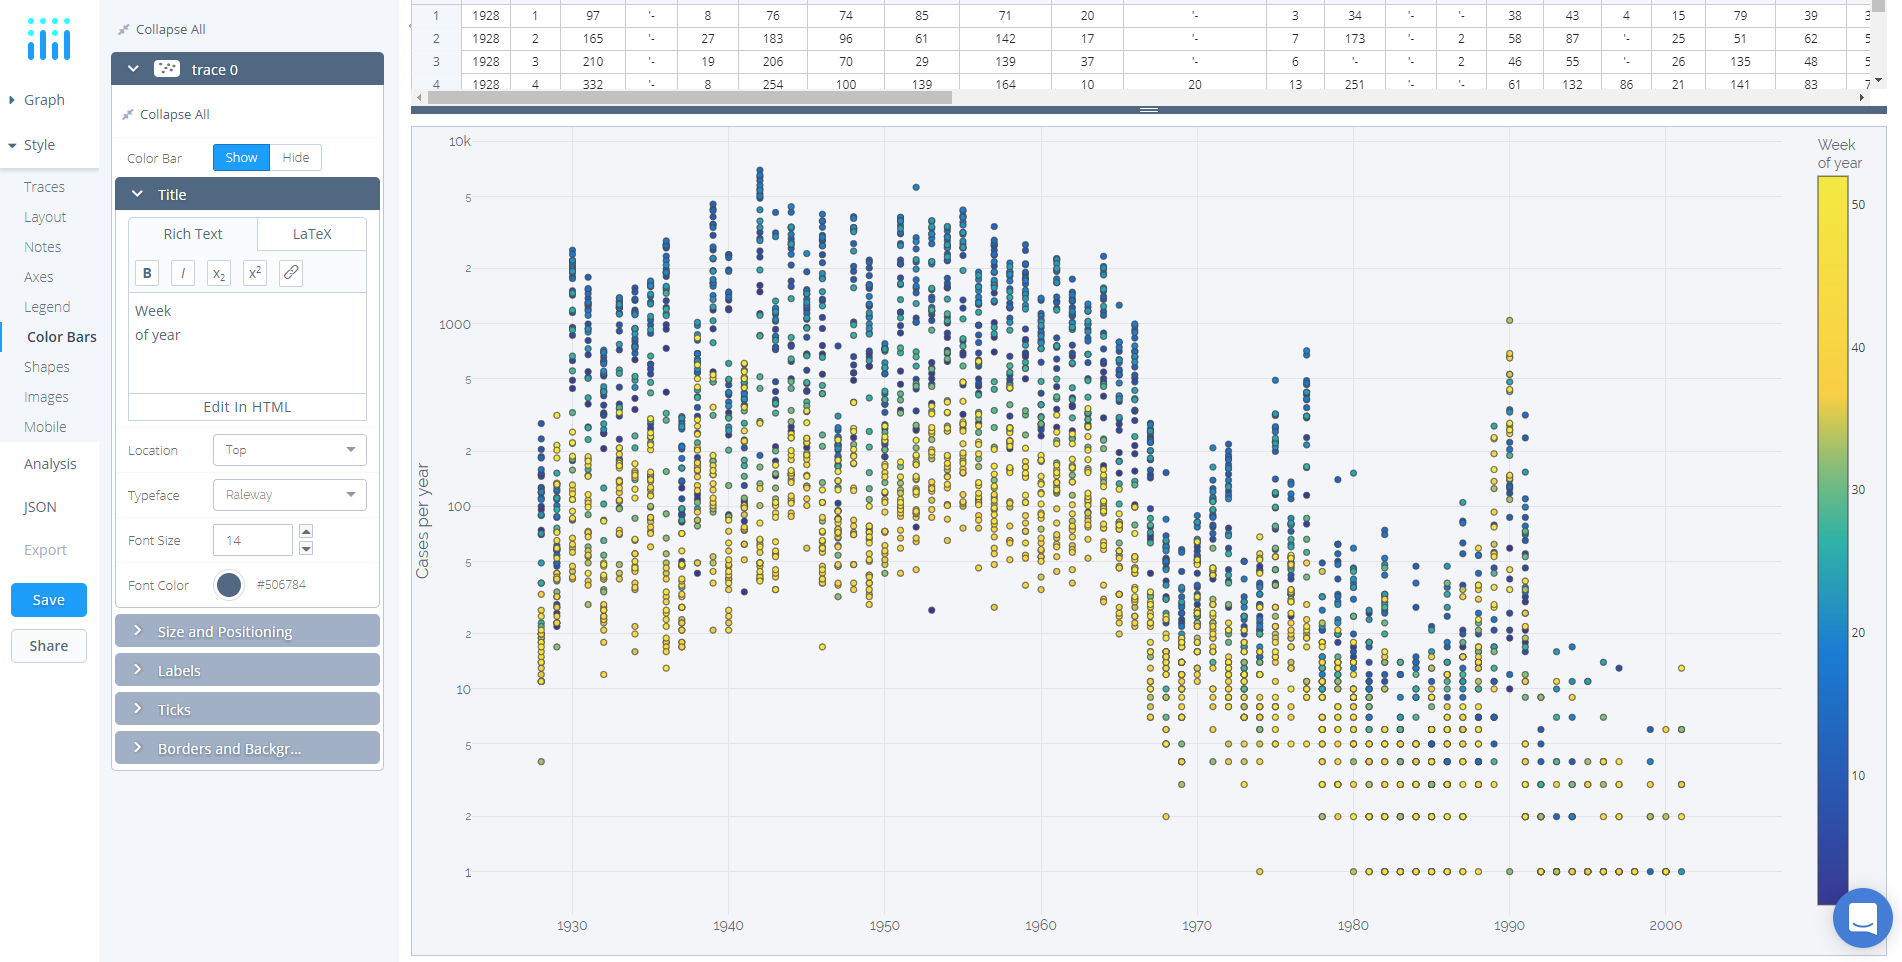 Collapse All
trace 0
Graph
Collapse All
Style
Color Bar
Show
Hide
Traces
Title
Layout
Rich Text
LaTeX
Notes
B
I
x2
x2
Axes
Legend
Week
of year
Color Bars
Shapes
Images
Edit In HTML
Mobile
Location
Top
Analysis
Typeface
Raleway
JSON
Font Size
14
Export
Font Color
#506784
Save
Share
Size and Positioning
Labels
Ticks
Borders and Backgr...
1 1928 1 97 '- 8 76 74 85 71 20 '- 3 34 '- '- 38 43 4 15 79 39
2 1928 2 165 '- 27 183 96 61 142 17 '- 7 173 '- 2 58 87 '- 25 51 62
3 1928 3 210 '- 19 206 70 29 139 37 6 '- '- 2 46 55 '- 26 135 48
4 1928 4 332 '- 8 254 100 139 164 10 20 13 251 '- '- 61 132 86 21 141 83
10k
5
2
1000
5
2
100
5
2
10
5
2
1
Cases per year
1930 1940 1950 1960 1970 1980 1990 2000
Week
of year
50
40
30
20
10